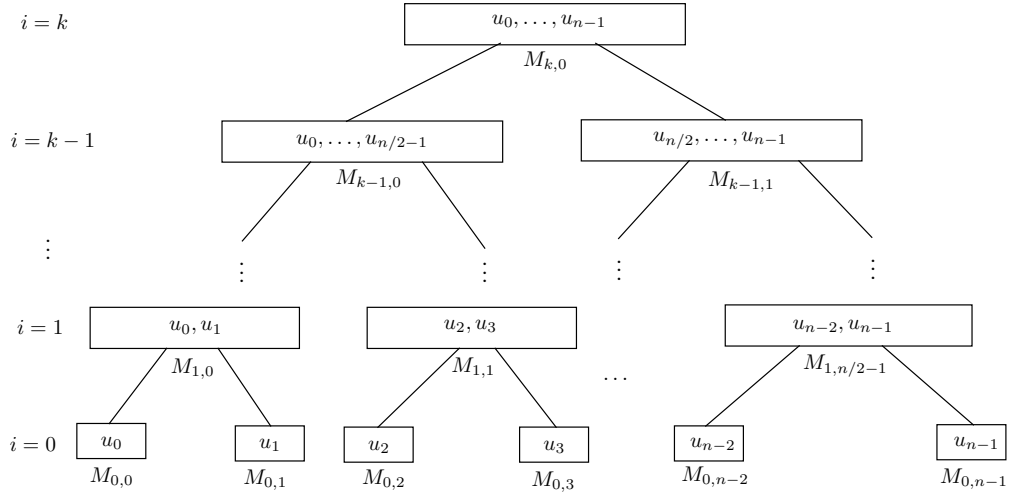 i = k
u_0, . . . , u_{n−1}
M_{k,0}
i = k − 1
u_0, . . . , u_{n/2−1}
u_{n/2}, . . . , u_{n−1}
M_{k−1,0}
M_{k−1,1}
⋮ ⋮ ⋮ ⋮ ⋮
i = 1
u_0, u_1
u_2, u_3
u_{n−2}, u_{n−1}
M_{1,0}
M_{1,1}
. . .
M_{1,n/2−1}
i = 0
u_0
u_1
u_2
u_3
u_{n−2}
u_{n−1}
M_{0,0}
M_{0,1}
M_{0,2}
M_{0,3}
M_{0,n−2}
M_{0,n−1}